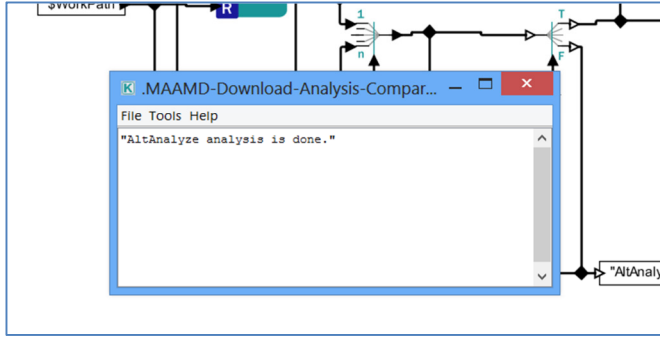 $WorkPath
R
1
T
n
F
K .MAAMD-Download-Analysis-Compar...
File Tools Help
"AltAnalyze analysis is done."
"AltAnaly